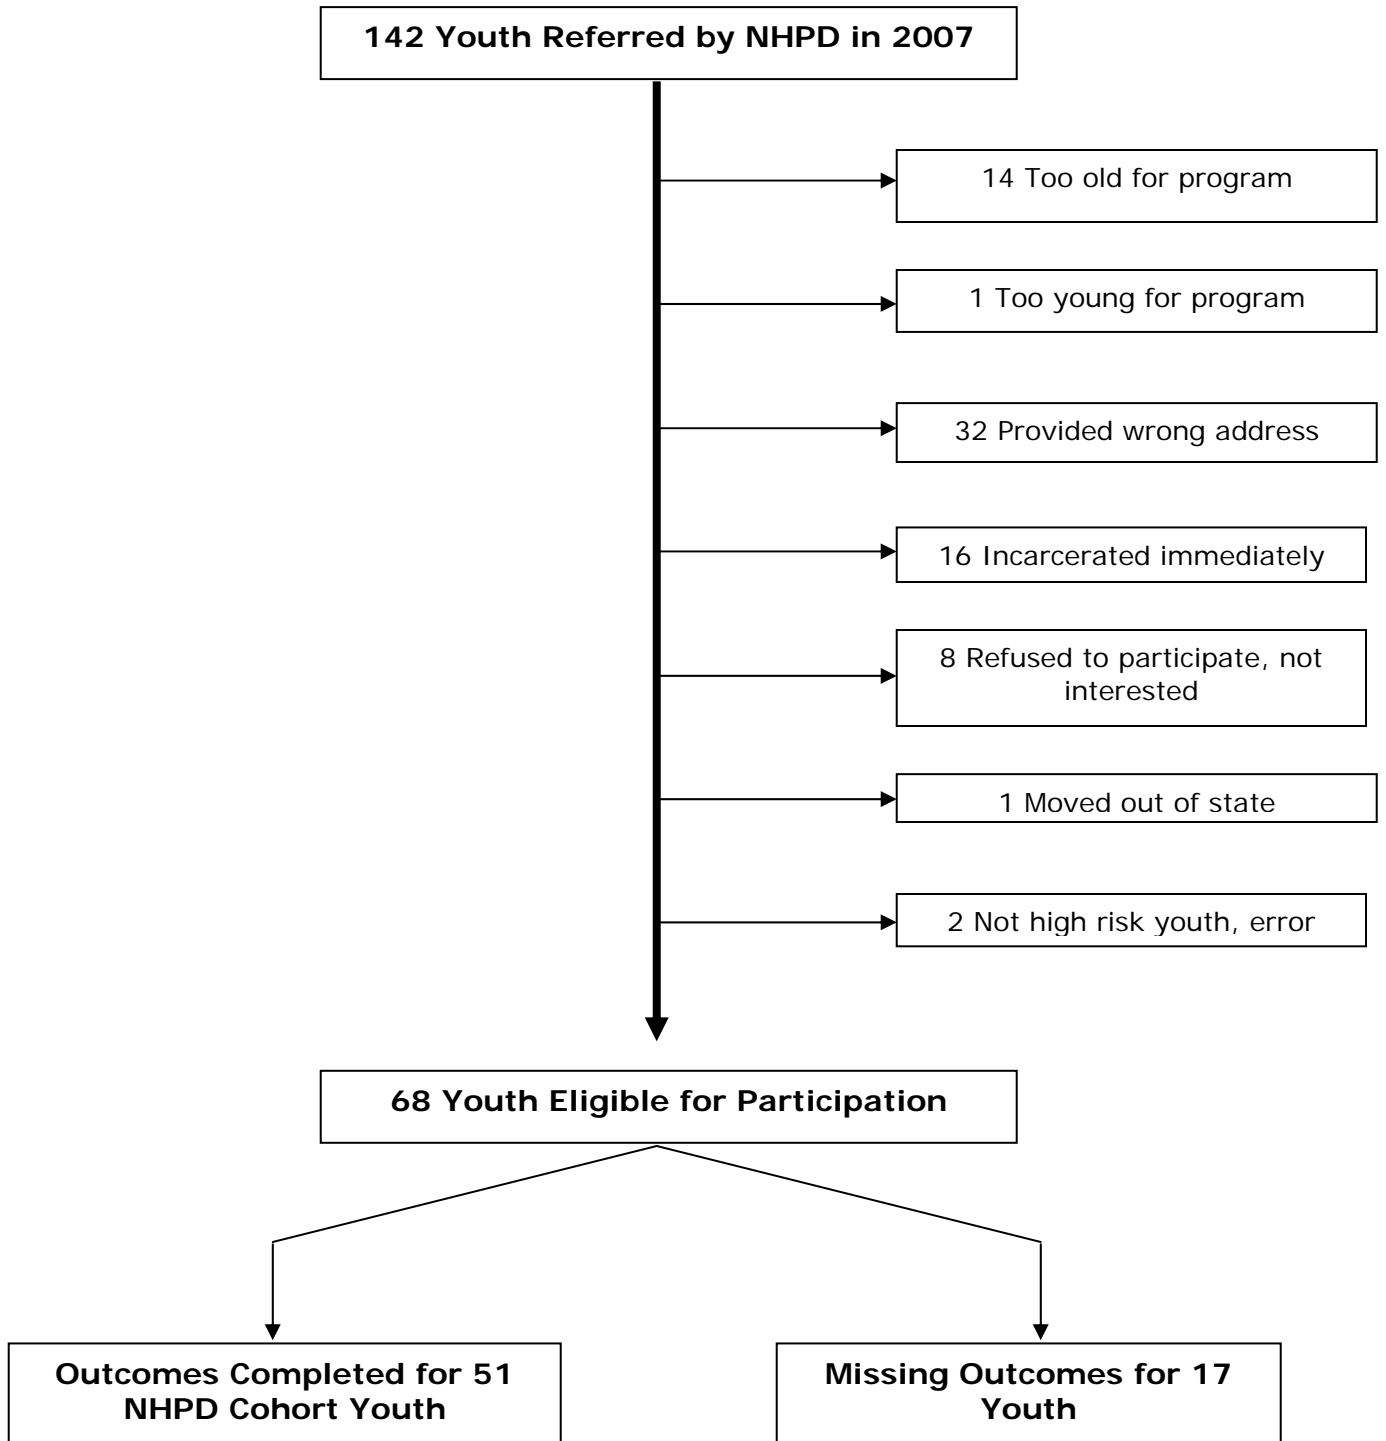 142 Youth Referred by NHPD in 2007
14 Too old for program
1 Too young for program
32 Provided wrong address
16 Incarcerated immediately
8 Refused to participate, not
interested
1 Moved out of state
2 Not high risk youth, error
68 Youth Eligible for Participation
Outcomes Completed for 51
NHPD Cohort Youth
Missing Outcomes for 17
Youth